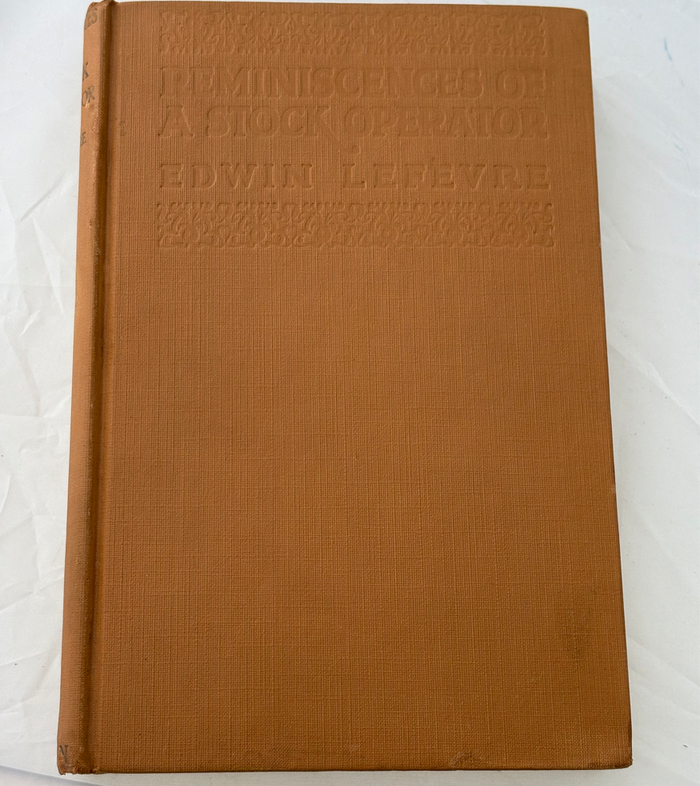 REMINISCENCES OF
A STOCK OPERATOR
EDWIN LEFEVRE